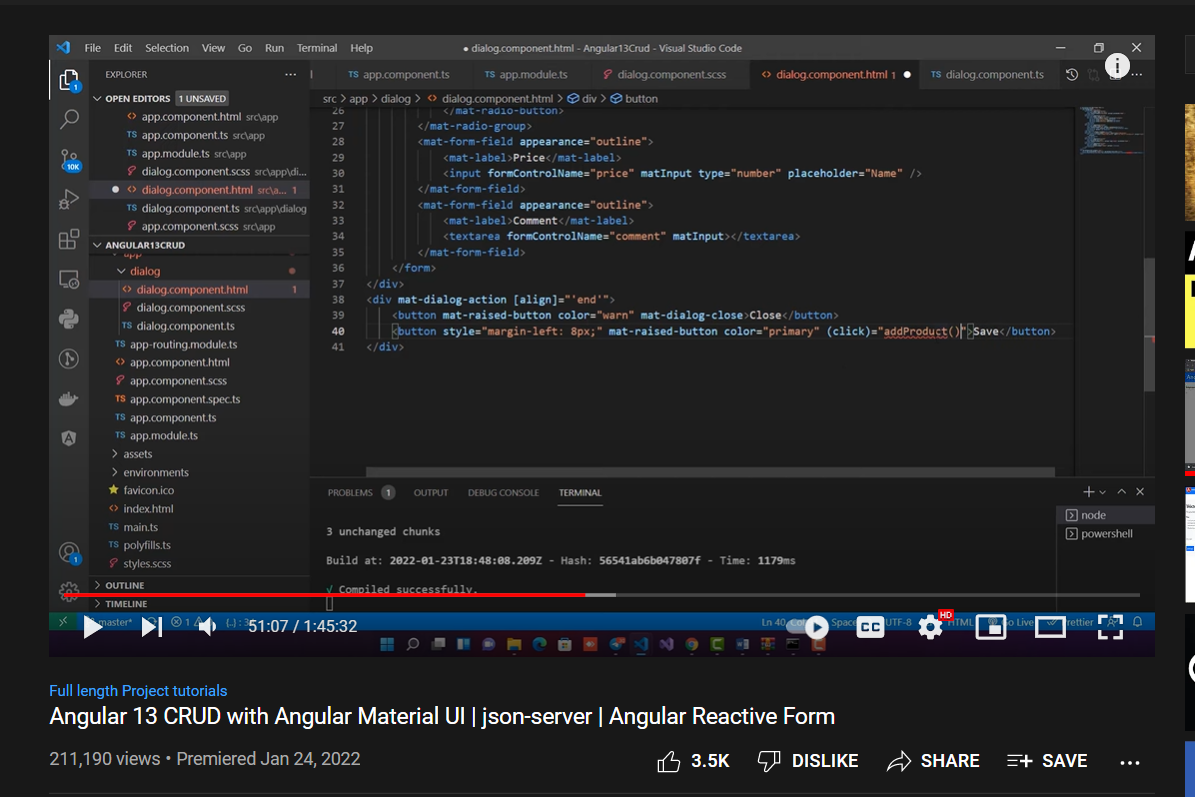 File Edit Selection View Go Run Terminal Help
● dialog.component.html - Angular13Crud - Visual Studio Code
EXPLORER
TS app.component.ts TS app.module.ts dialog.component.scss <> dialog.component.html 1 ● TS dialog.component.ts
OPEN EDITORS 1 UNSAVED
src > app > dialog > <> dialog.component.html > div > button
<> app.component.html src\app
TS app.component.ts src\app
TS app.module.ts src\app
dialog.component.scss src\app\di...
● <> dialog.component.html src\a... 1
TS dialog.component.ts src\app\dialog
app.component.scss src\app
ANGULAR13CRUD
app
dialog
<> dialog.component.html 1
dialog.component.scss
TS dialog.component.ts
TS app-routing.module.ts
<> app.component.html
app.component.scss
TS app.component.spec.ts
TS app.component.ts
TS app.module.ts
> assets
> environments
favicon.ico
<> index.html
TS main.ts
TS polyfills.ts
styles.scss
> OUTLINE
> TIMELINE
1
10K
1
26 </mat-radio-button>
27 </mat-radio-group>
28 <mat-form-field appearance="outline">
29 <mat-label>Price</mat-label>
30 <input formControlName="price" matInput type="number" placeholder="Name" />
31 </mat-form-field>
32 <mat-form-field appearance="outline">
33 <mat-label>Comment</mat-label>
34 <textarea formControlName="comment" matInput></textarea>
35 </mat-form-field>
36 </form>
37 </div>
38 <div mat-dialog-action [align]="'end'">
39 <button mat-raised-button color="warn" mat-dialog-close>Close</button>
40 <button style="margin-left: 8px;" mat-raised-button color="primary" (click)="addProduct()">Save</button>
41 </div>
PROBLEMS 1 OUTPUT DEBUG CONSOLE TERMINAL
node
powershell
3 unchanged chunks
Build at: 2022-01-23T18:48:08.209Z - Hash: 56541ab6b047807f - Time: 1179ms
√ Compiled successfully.
master* 1 Ln 40, UTF-8 HTML Go Live Prettier
51:07 / 1:45:32
CC HD
Full length Project tutorials
Angular 13 CRUD with Angular Material UI | json-server | Angular Reactive Form
211,190 views • Premiered Jan 24, 2022
3.5K DISLIKE SHARE SAVE